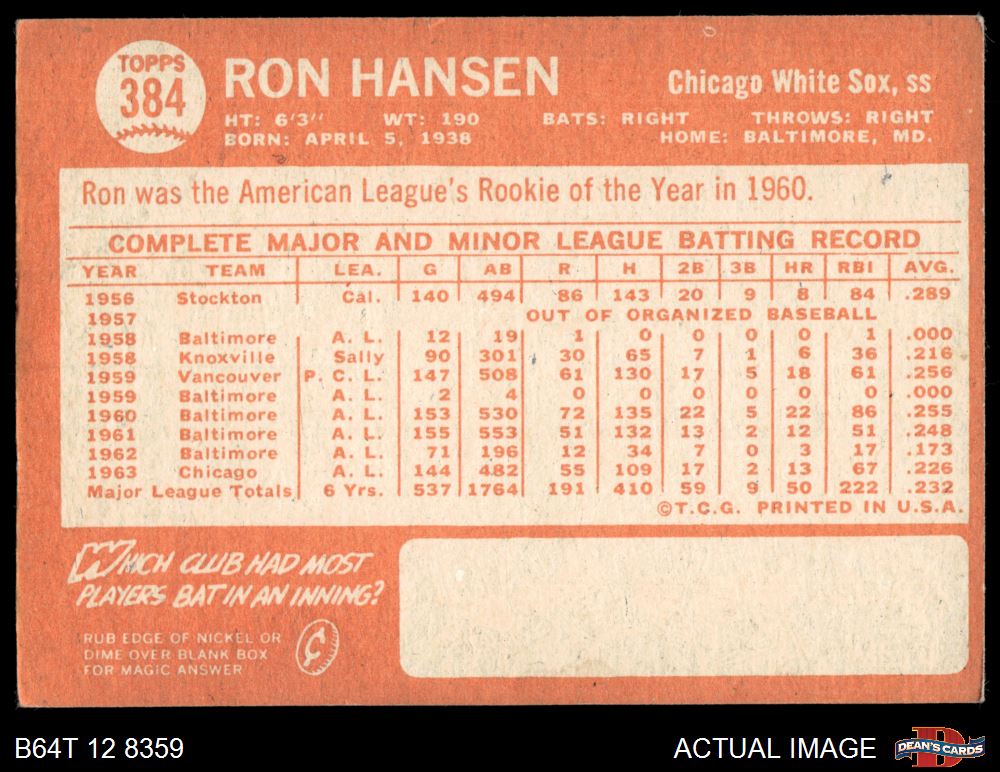 TOPPS
384
RON HANSEN
Chicago White Sox, ss
HT: 6'3" WT: 190 BATS: RIGHT THROWS: RIGHT
BORN: APRIL 5, 1938 HOME: BALTIMORE, MD.
Ron was the American League's Rookie of the Year in 1960.
COMPLETE MAJOR AND MINOR LEAGUE BATTING RECORD
YEAR TEAM LEA. G AB R H 2B 3B HR RBI AVG.
1956 Stockton Cal. 140 494 86 143 20 9 8 84 .289
1957 OUT OF ORGANIZED BASEBALL
1958 Baltimore A. L. 12 19 1 0 0 0 0 1 .000
1958 Knoxville Sally 90 301 30 65 7 1 6 36 .216
1959 Vancouver P. C. L. 147 508 61 130 17 5 18 61 .256
1959 Baltimore A. L. 2 4 0 0 0 0 0 0 .000
1960 Baltimore A. L. 153 530 72 135 22 5 22 86 .255
1961 Baltimore A. L. 155 553 51 132 13 2 12 51 .248
1962 Baltimore A. L. 71 196 12 34 7 0 3 17 .173
1963 Chicago A. L. 144 482 55 109 17 2 13 67 .226
Major League Totals 6 Yrs. 537 1764 191 410 59 9 50 222 .232
©T.C.G. PRINTED IN U.S.A.
WHICH CLUB HAD MOST
PLAYERS BAT IN AN INNING?
RUB EDGE OF NICKEL OR
DIME OVER BLANK BOX
FOR MAGIC ANSWER
¢
B64T 12 8359
ACTUAL IMAGE
D
DEAN'S CARDS